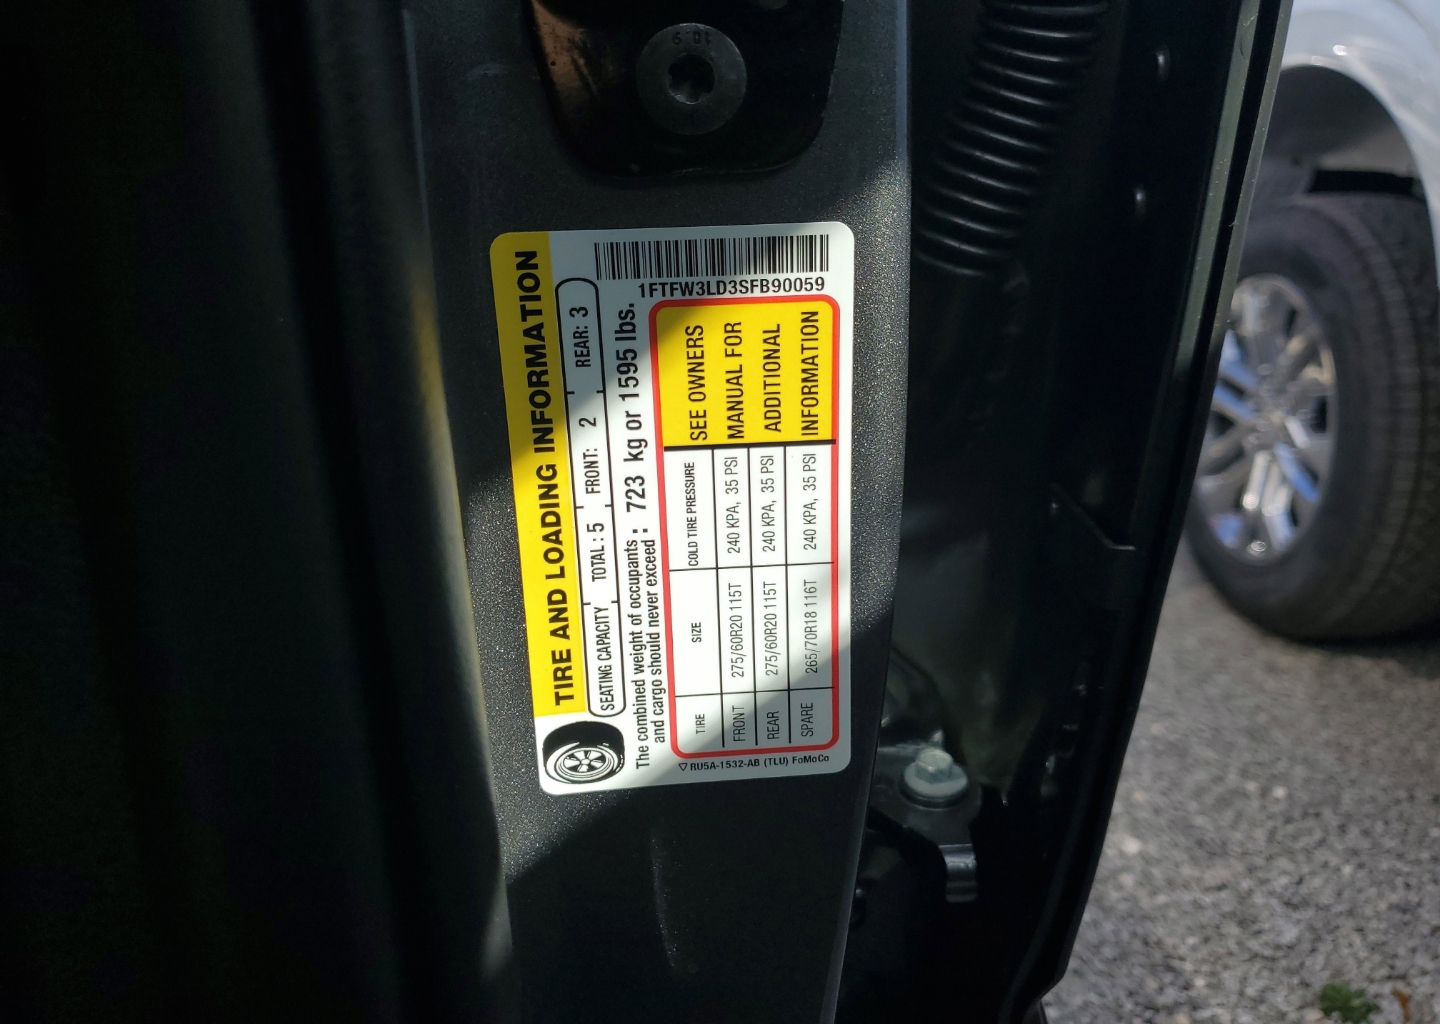 10.9
TIRE AND LOADING INFORMATION
SEATING CAPACITY TOTAL : 5 FRONT: 2 REAR: 3
The combined weight of occupants
and cargo should never exceed : 723 kg or 1595 lbs.
1FTFW3LD3SFB90059
TIRE SIZE COLD TIRE PRESSURE
FRONT 275/60R20 115T 240 KPA, 35 PSI
REAR 275/60R20 115T 240 KPA, 35 PSI
SPARE 265/70R18 116T 240 KPA, 35 PSI
SEE OWNERS
MANUAL FOR
ADDITIONAL
INFORMATION
RU5A-1532-AB (TLU) FoMoCo